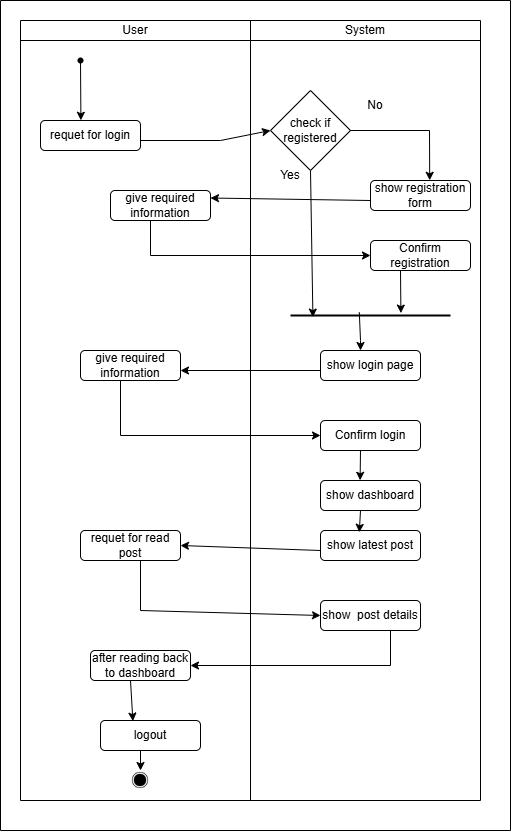 User
System
requet for login
check if
registered
No
Yes
show registration
form
give required
information
Confirm
registration
give required
information
show login page
Confirm login
show dashboard
requet for read
post
show latest post
show  post details
after reading back
to dashboard
logout